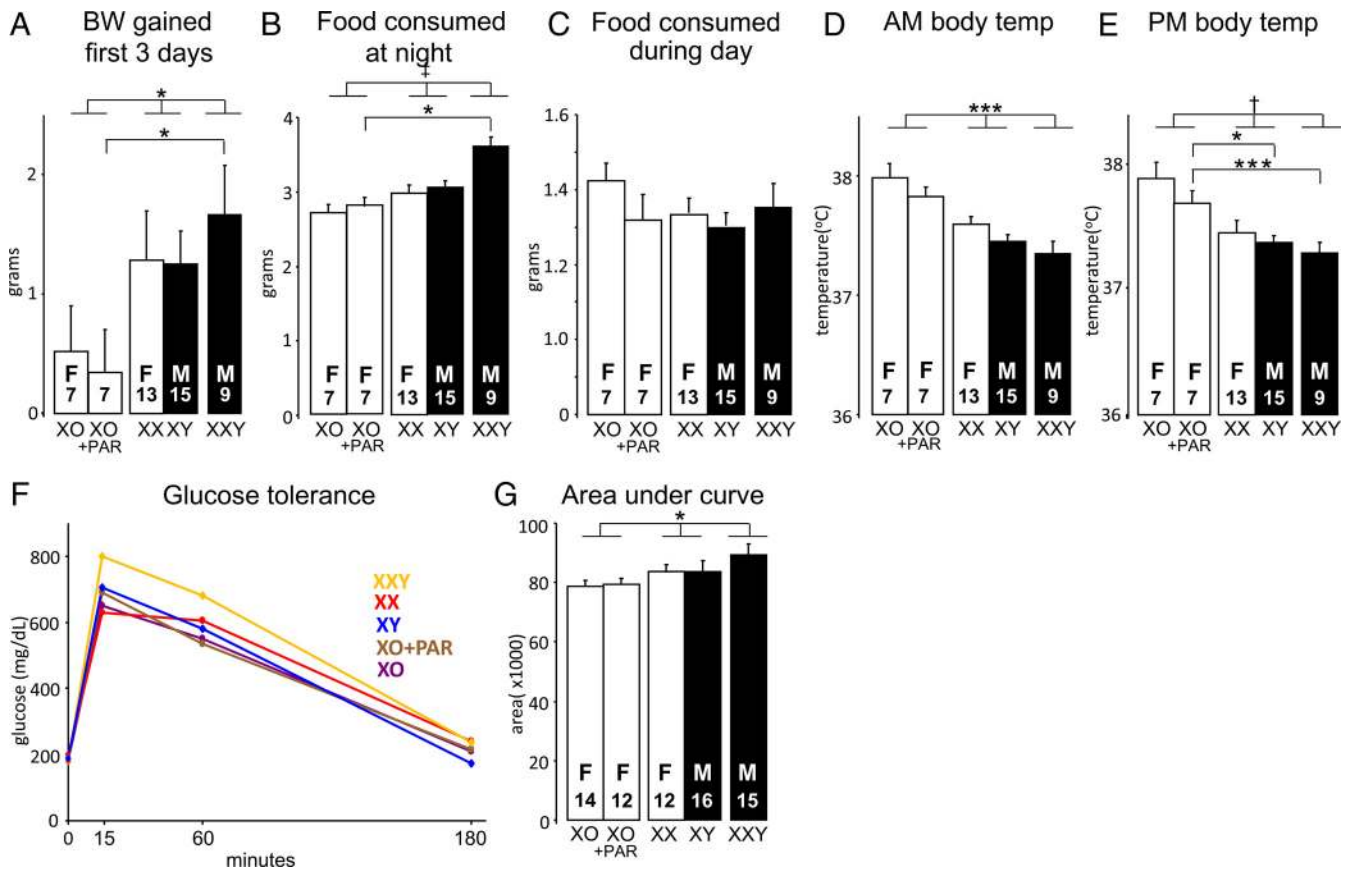 A BW gained first 3 days
*
*
2
1
0
grams
F F M M
7 7 13 15 9
XO XO XX XY XXY
+PAR
B Food consumed at night
‡
*
4
3
2
1
0
grams
F F F M M
7 7 13 15 9
XO XO XX XY XXY
+PAR
C Food consumed during day
1.6
1.4
1.2
1.0
0
grams
F F F M M
7 7 13 15 9
XO XO XX XY XXY
+PAR
D AM body temp
***
38
37
36
temperature(ºC)
F F F M M
7 7 13 15 9
XO XO XX XY XXY
+PAR
E PM body temp
†
*
***
38
37
36
temperature(ºC)
F F F M M
7 7 13 15 9
XO XO XX XY XXY
+PAR
F Glucose tolerance
800
600
400
200
0
glucose (mg/dL)
XXY
XX
XY
XO+PAR
XO
0 15 60 180
minutes
G Area under curve
*
100
80
60
40
20
0
area( x1000)
F F F M M
14 12 12 16 15
XO XO XX XY XXY
+PAR